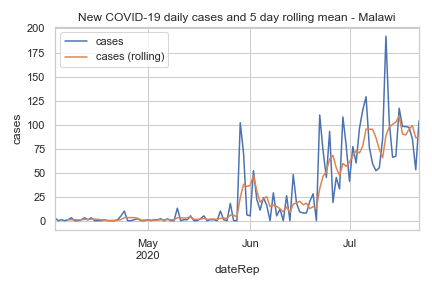 New COVID-19 daily cases and 5 day rolling mean - Malawi
cases
cases (rolling)
200
175
150
125
100
75
50
25
0
cases
May
2020
Jun
Jul
dateRep